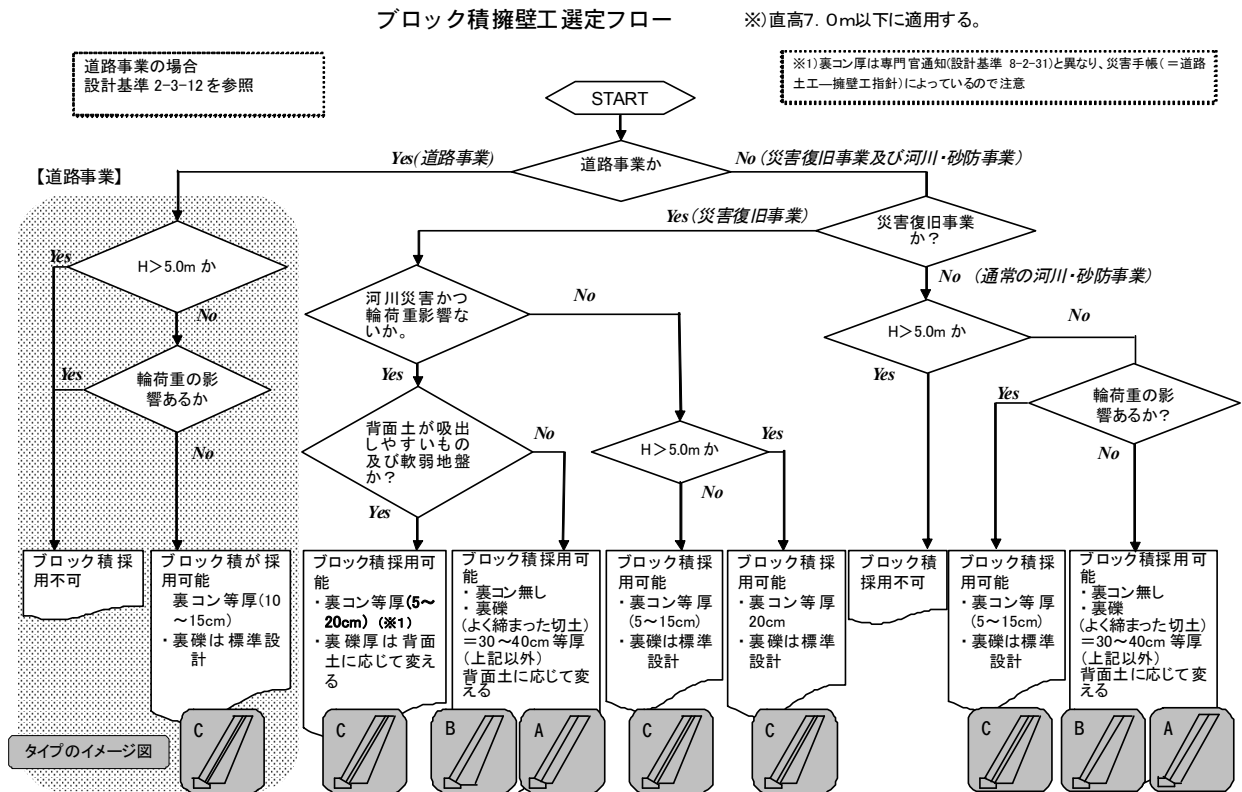 ブロック積擁壁工選定フロー
※)直高7.0m以下に適用する。
道路事業の場合
設計基準 2-3-12 を参照
※1)裏コン厚は専門官通知(設計基準 8-2-31)と異なり、災害手帳(＝道路
土工―擁壁工指針)によっているので注意
START
道路事業か
Yes(道路事業)
No (災害復旧事業及び河川・砂防事業)
【道路事業】
Yes (災害復旧事業)
災害復旧事業
か?
No (通常の河川・砂防事業)
H＞5.0m か
Yes
No
輪荷重の影
響あるか
Yes
No
河川災害かつ
輪荷重影響な
いか。
No
Yes
背面土が吸出
しやすいもの
及び軟弱地盤
か?
No
Yes
H＞5.0m か
Yes
No
H＞5.0m か
No
Yes
輪荷重の影
響あるか?
Yes
No
ブロック積採
用不可
ブロック積が採
用可能
裏コン等厚(10
～15cm)
・裏礫は標準設
計
ブロック積採用可
能
・裏コン等厚(5～
20cm) (※1)
・裏礫厚は背面
土に応じて変え
る
ブロック積採用可
能
・裏コン無し
・裏礫
(よく締まった切土)
＝30～40cm 等厚
(上記以外)
背面土に応じて変
える
ブロック積採
用可能
・裏コン等厚
(5～15cm)
・裏礫は標準
設計
ブロック積採
用可能
・裏コン等厚
20cm
・裏礫は標準
設計
ブロック積
採用不可
ブロック積採
用可能
・裏コン等厚
(5～15cm)
・裏礫は標準
設計
ブロック積採用可
能
・裏コン無し
・裏礫
(よく締まった切土)
＝30～40cm 等厚
(上記以外)
背面土に応じて変
える
タイプのイメージ図
C
C
B
A
C
C
C
B
A